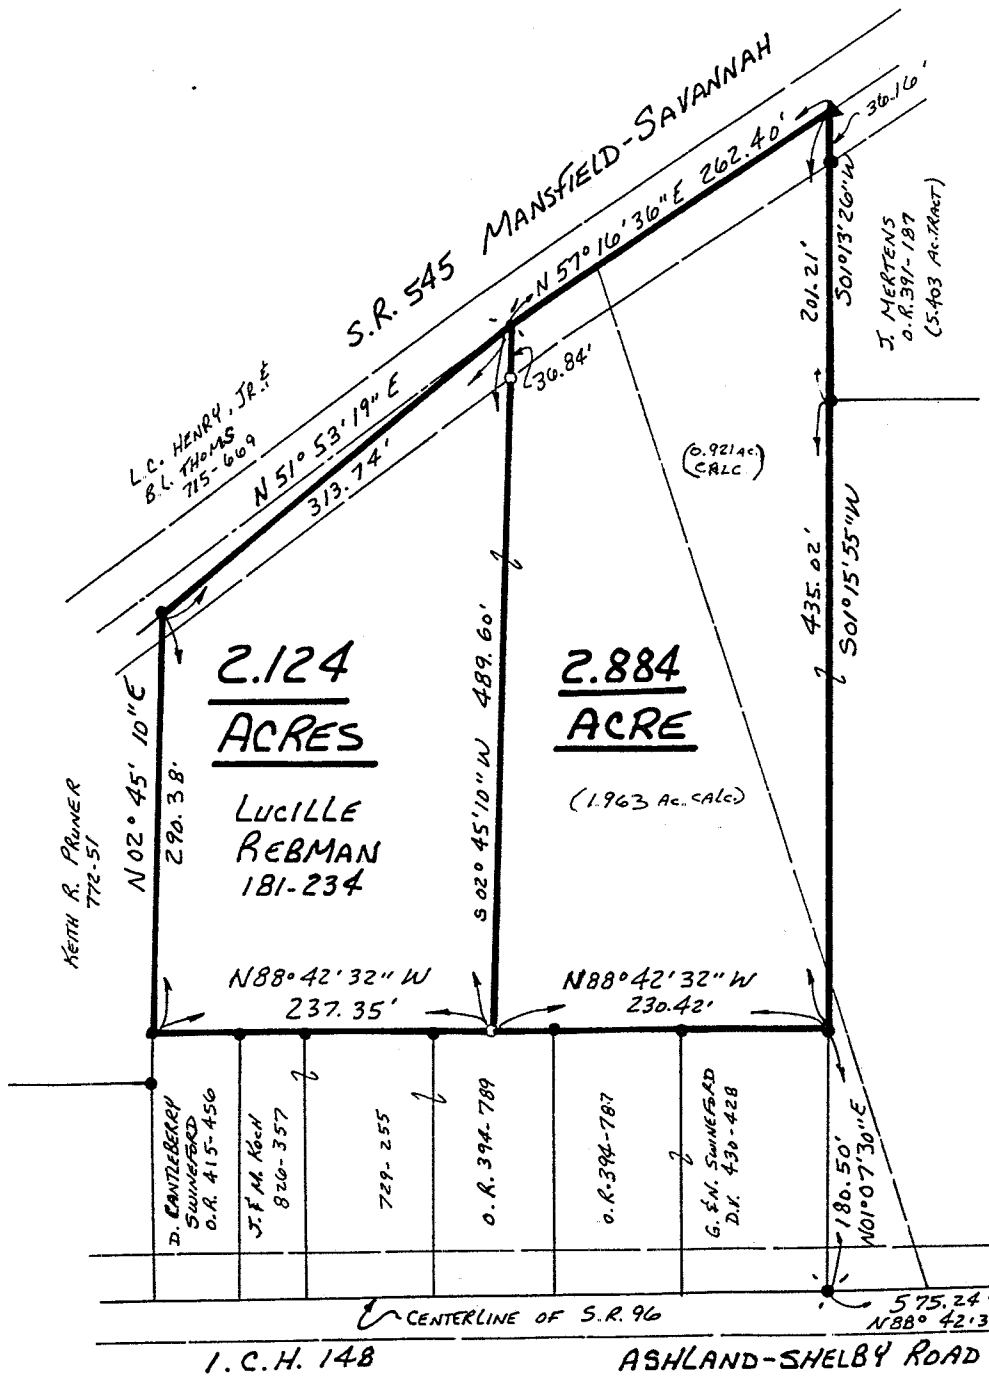 S.R. 545 MANSFIELD-SAVANNAH
36.16'
N 57° 16' 36" E 262.40'
201.21'
S01°13'26"W
J. MERTENS
O.R. 391-187
(5.403 AC. TRACT)
36.84'
L.C. HENRY, JR. &
B.L. THOMS
715-669
N 51° 53' 19" E
313.74'
(0.921 AC.)
CALC
435.02'
S01°15'55"W
2.124
ACRES
LUCILLE
REBMAN
181-234
2.884
ACRE
(1.963 AC. CALC.)
N 02° 45' 10" E
290.38'
KEITH R. PRUNER
772-51
S 02° 45' 10" W 489.60'
N88° 42' 32" W
237.35'
N88° 42' 32" W
230.42'
D. CANTLEBERRY
SWINEFORD
O.R. 415-456
J. & M. KOCH
826-357
729-255
O.R. 394-789
O.R. 394-787
G. & N. SWINEFORD
D.V. 430-428
180.50'
N01°07'30"E
575.24
N88° 42'3
CENTERLINE OF S.R. 96
I.C.H. 148 ASHLAND-SHELBY ROAD